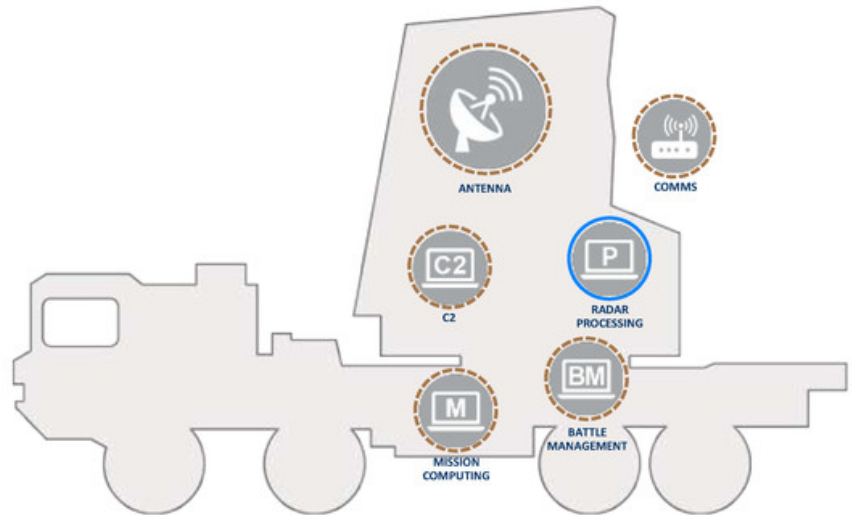 ANTENNA
COMMS
C2
C2
P
RADAR
PROCESSING
BM
BATTLE
MANAGEMENT
M
MISSION
COMPUTING